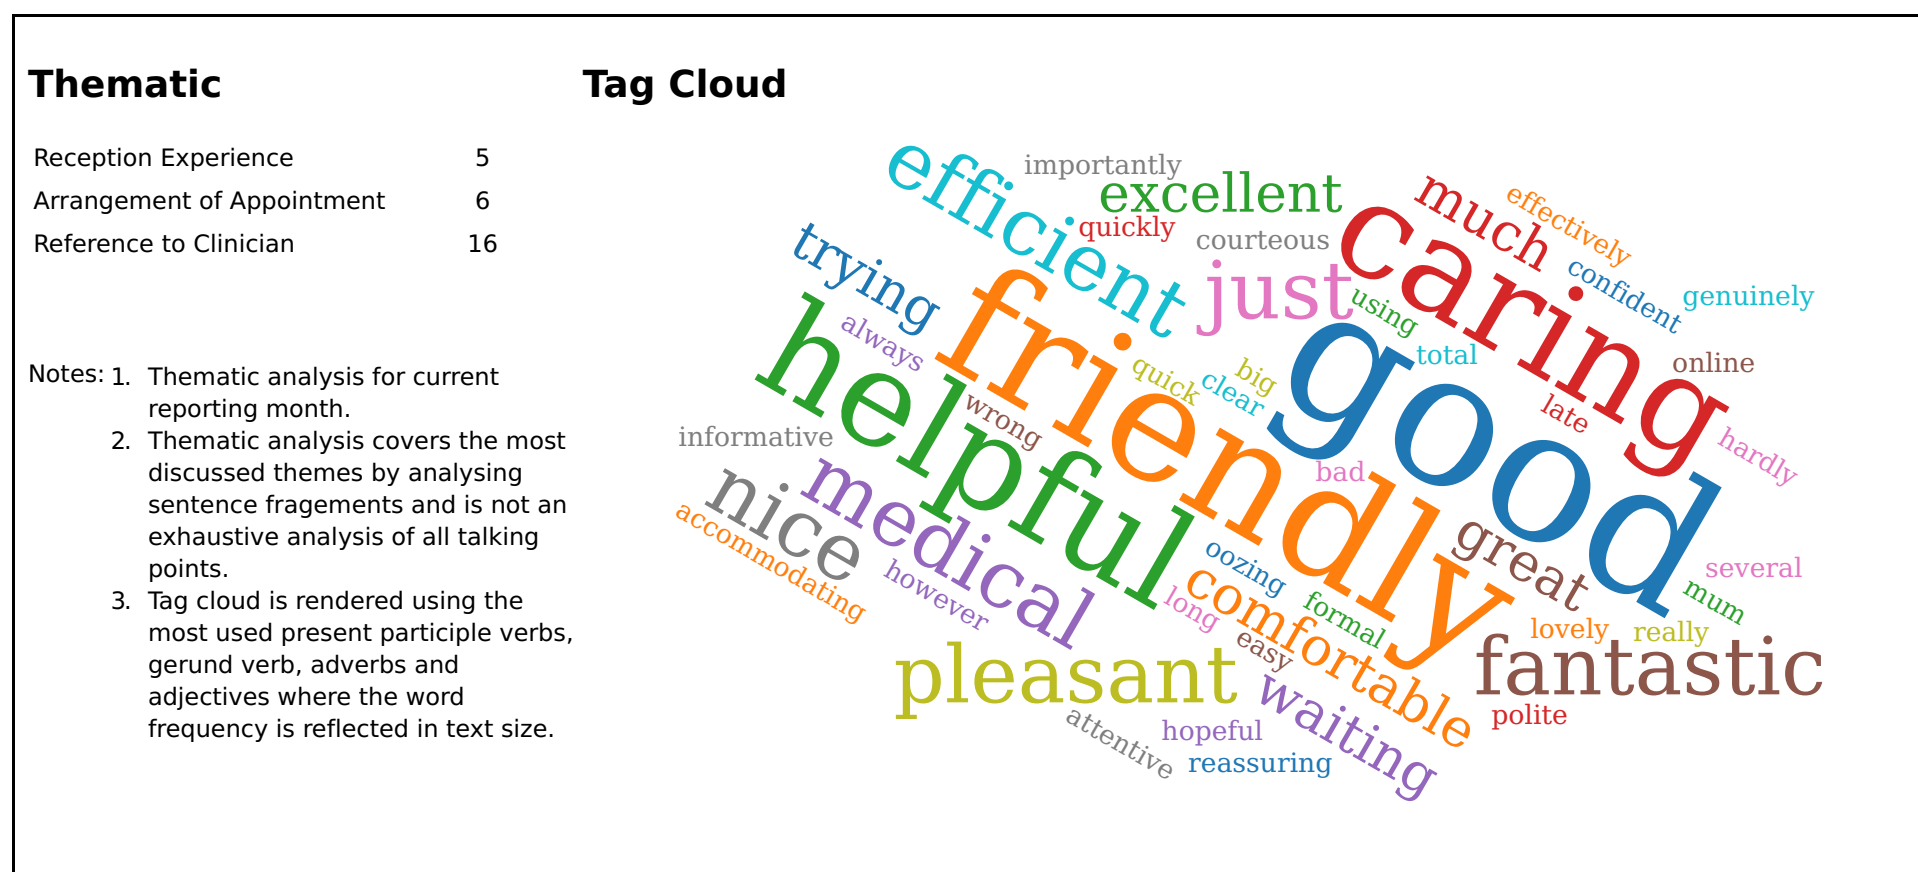 Thematic
Tag Cloud
Reception Experience 5
Arrangement of Appointment 6
Reference to Clinician 16
Notes: 1. Thematic analysis for current
reporting month.
2. Thematic analysis covers the most
discussed themes by analysing
sentence fragements and is not an
exhaustive analysis of all talking
points.
3. Tag cloud is rendered using the
most used present participle verbs,
gerund verb, adverbs and
adjectives where the word
frequency is reflected in text size.
efficient
importantly
excellent
quickly
courteous
much
effectively
caring
confident
genuinely
trying
just
using
friendly
good
total
online
helpful
always
quick
clear
big
late
hardly
wrong
informative
bad
nice
medical
accommodating
however
great
several
mum
oozing
comfortable
long
formal
easy
lovely
really
pleasant
fantastic
waiting
polite
attentive
hopeful
reassuring